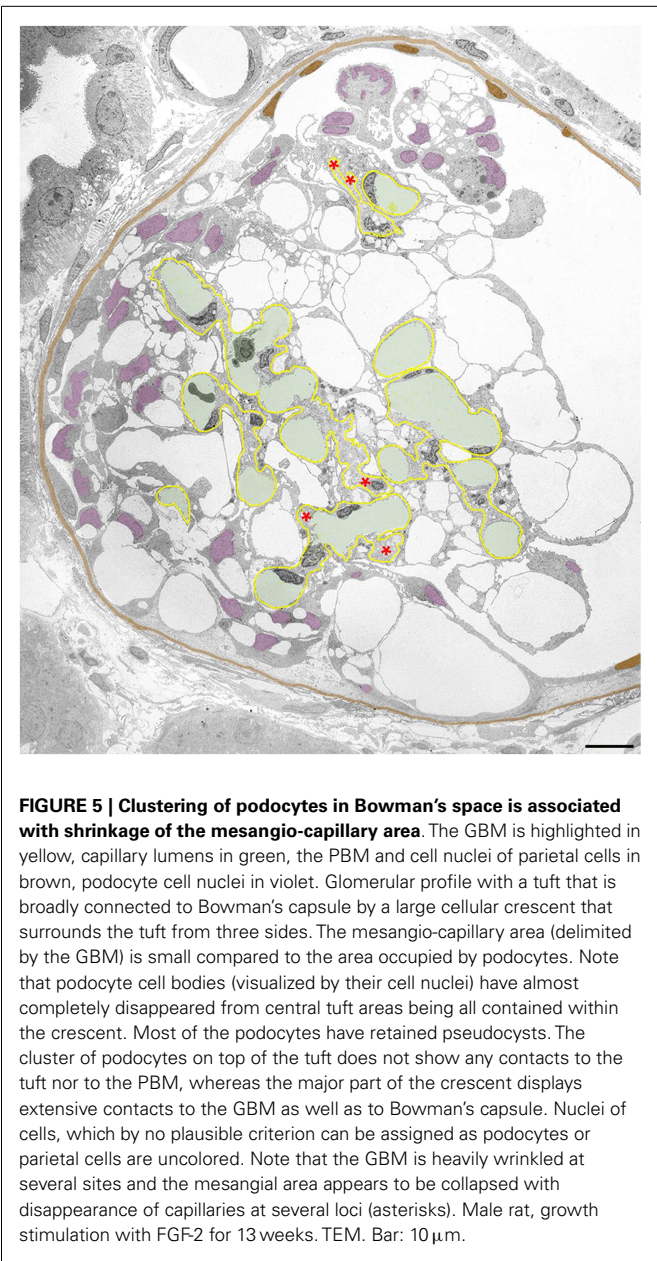 FIGURE 5 | Clustering of podocytes in Bowman's space is associated
with shrinkage of the mesangio-capillary area. The GBM is highlighted in
yellow, capillary lumens in green, the PBM and cell nuclei of parietal cells in
brown, podocyte cell nuclei in violet. Glomerular profile with a tuft that is
broadly connected to Bowman's capsule by a large cellular crescent that
surrounds the tuft from three sides. The mesangio-capillary area (delimited
by the GBM) is small compared to the area occupied by podocytes. Note
that podocyte cell bodies (visualized by their cell nuclei) have almost
completely disappeared from central tuft areas being all contained within
the crescent. Most of the podocytes have retained pseudocysts. The
cluster of podocytes on top of the tuft does not show any contacts to the
tuft nor to the PBM, whereas the major part of the crescent displays
extensive contacts to the GBM as well as to Bowman's capsule. Nuclei of
cells, which by no plausible criterion can be assigned as podocytes or
parietal cells are uncolored. Note that the GBM is heavily wrinkled at
several sites and the mesangial area appears to be collapsed with
disappearance of capillaries at several loci (asterisks). Male rat, growth
stimulation with FGF-2 for 13 weeks. TEM. Bar: 10 μm.